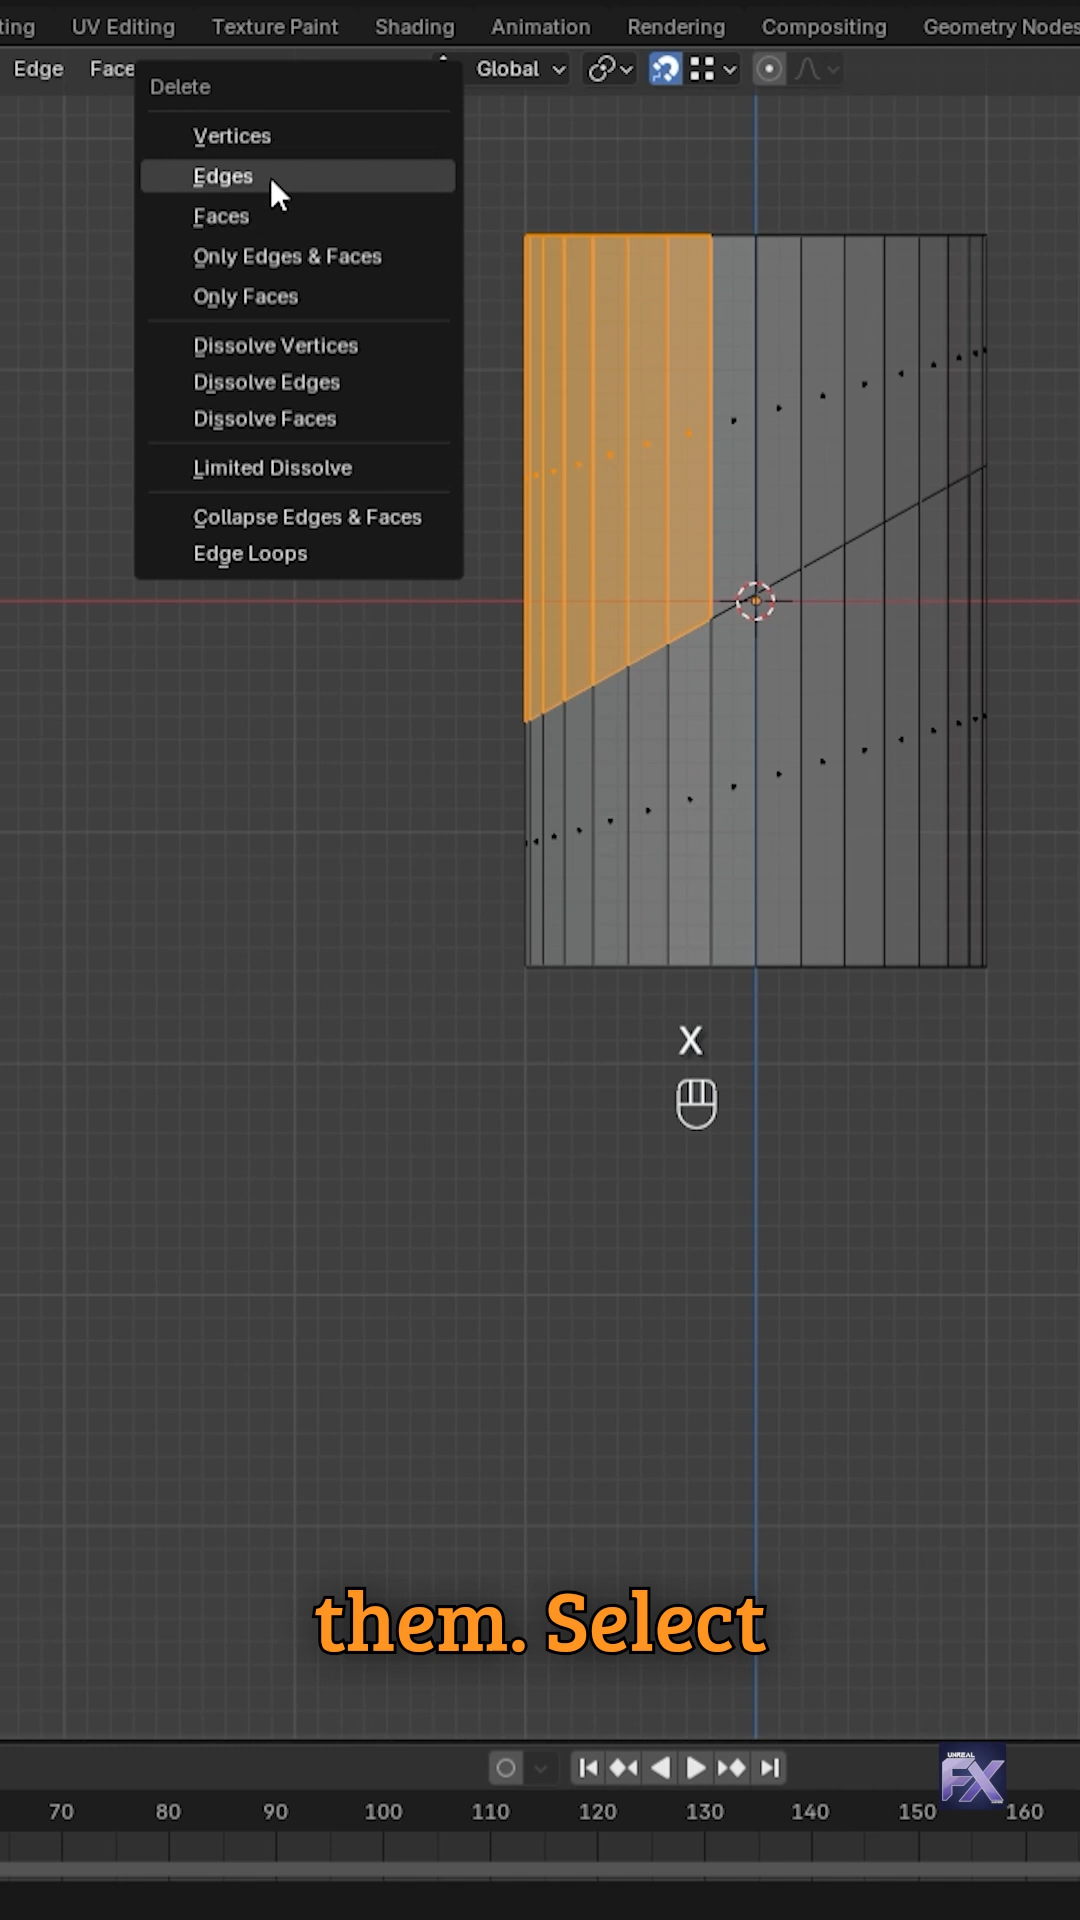 UV Editing Texture Paint Shading Animation Rendering Compositing Geometry Nodes
Edge Face Global
Delete
Vertices
Edges
Faces
Only Edges & Faces
Only Faces
Dissolve Vertices
Dissolve Edges
Dissolve Faces
Limited Dissolve
Collapse Edges & Faces
Edge Loops
X
them. Select
UNREAL
FX
70 80 90 100 110 120 130 140 150 160